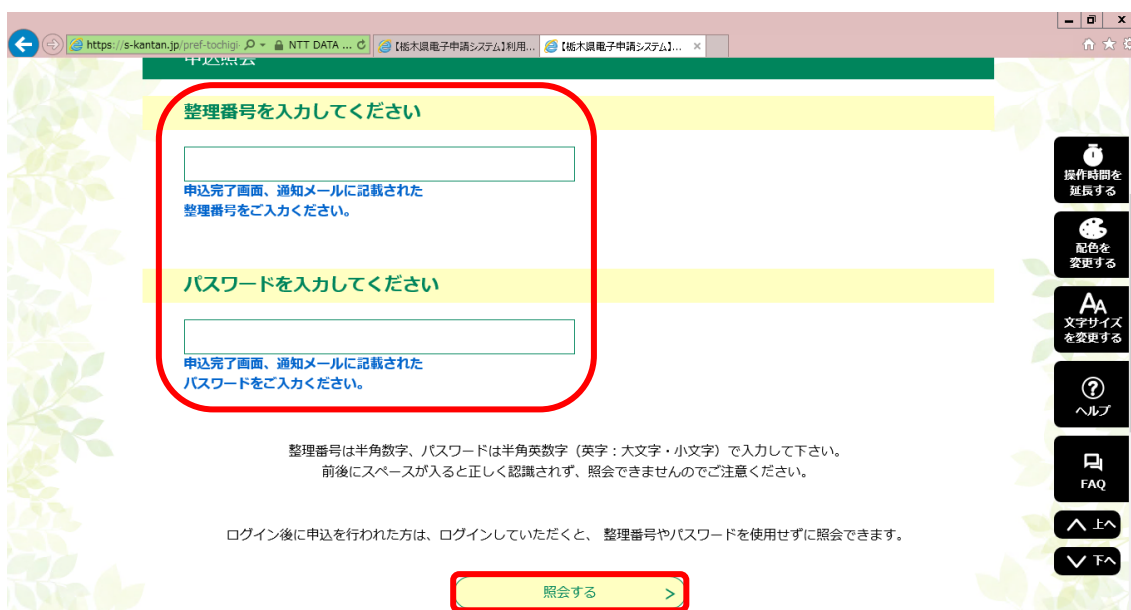 https://s-kantan.jp/pref-tochigi- NTT DATA ... 【栃木県電子申請システム】利用... 【栃木県電子申請システム】...
申込照会
整理番号を入力してください
申込完了画面、通知メールに記載された
整理番号をご入力ください。
パスワードを入力してください
申込完了画面、通知メールに記載された
パスワードをご入力ください。
整理番号は半角数字、パスワードは半角英数字（英字：大文字・小文字）で入力して下さい。
前後にスペースが入ると正しく認識されず、照会できませんのでご注意ください。
ログイン後に申込を行われた方は、ログインしていただくと、 整理番号やパスワードを使用せずに照会できます。
照会する
操作時間を
延長する
配色を
変更する
文字サイズ
を変更する
ヘルプ
FAQ
上へ
下へ